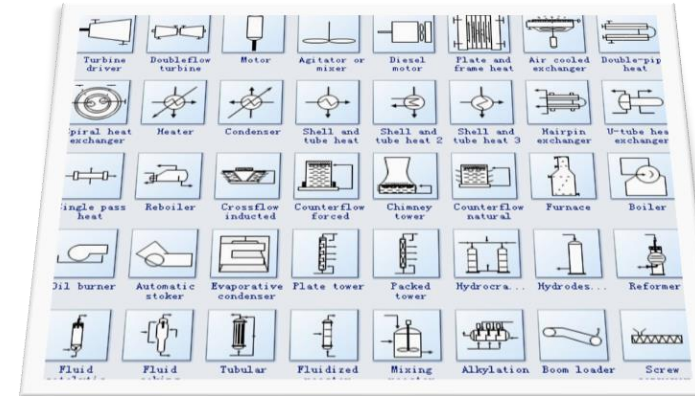 Turbine driver
Doubleflow turbine
Motor
Agitator or mixer
Diesel motor
Plate and frame heat
Air cooled exchanger
Double-pip heat
piral heat exchanger
Heater
Condenser
Shell and tube heat
Shell and tube heat 2
Shell and tube heat 3
Hairpin exchanger
U-tube hea exchanger
ingle pass heat
Reboiler
Crossflow inducted
Counterflow forced
Chimney tower
Counterflow natural
Furnace
Boiler
Oil burner
Automatic stoker
Evaporative condenser
Plate tower
Packed tower
Hydrocra...
Hydrodes...
Reformer
Fluid
Fluid
Tubular
Fluidized
Mixing
Alkylation
Boom loader
Screw